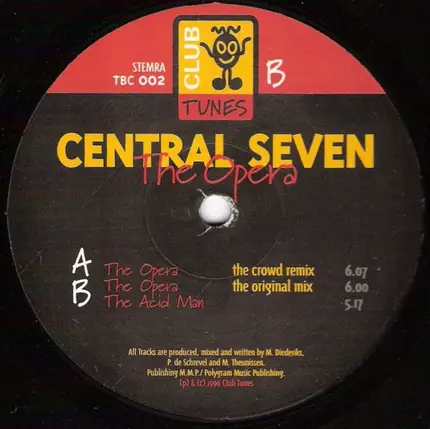 CLUB
TUNES
STEMRA
TBC 002
B
CENTRAL SEVEN
The Opera
A The Opera the crowd remix 6.07
B The Opera the original mix 6.00
The Acid Man 5.17
All Tracks are produced, mixed and written by M. Diederiks,
P. de Schrevel and M. Theunissen.
Publishing M.M.P./ Polygram Music Publishing.
(p) & (c) 1996 Club Tunes